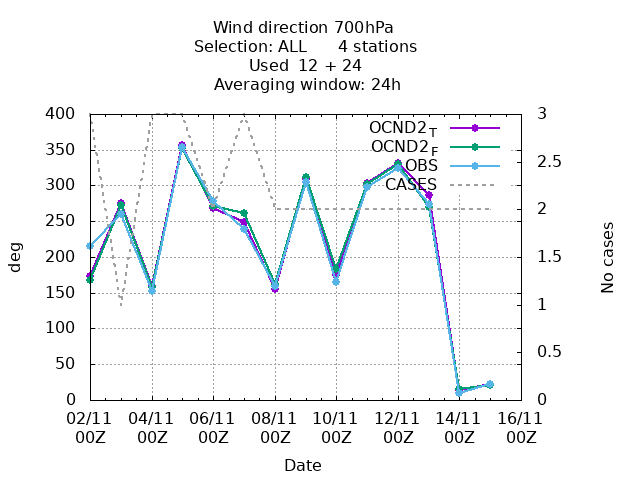 Wind direction 700hPa
Selection: ALL 4 stations
Used 12 + 24
Averaging window: 24h
400
350
300
250
200
150
100
50
0
deg
3
2.5
2
1.5
1
0.5
0
No cases
OCND2 T
OCND2 F
OBS
CASES
02/11 04/11 06/11 08/11 10/11 12/11 14/11 16/11
00Z 00Z 00Z 00Z 00Z 00Z 00Z 00Z
Date